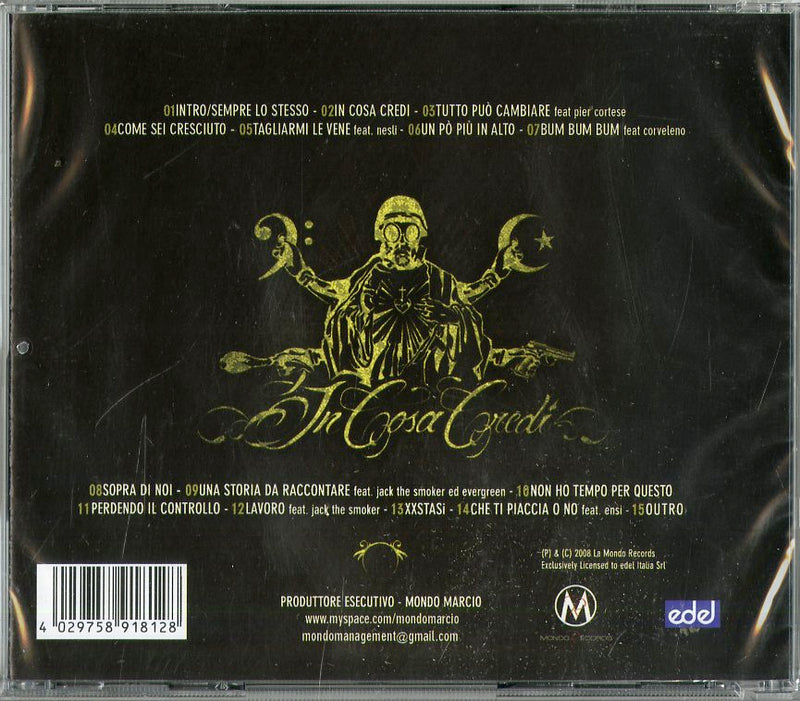 01INTRO/SEMPRE LO STESSO - 02IN COSA CREDI - 03TUTTO PUÒ CAMBIARE feat pier cortese
04COME SEI CRESCIUTO - 05TAGLIARMI LE VENE feat. nesli - 06UN PÒ PIÙ IN ALTO - 07BUM BUM BUM feat corveleno
In Cosa Credi
08SOPRA DI NOI - 09UNA STORIA DA RACCONTARE feat. jack the smoker ed evergreen - 10NON HO TEMPO PER QUESTO
11PERDENDO IL CONTROLLO - 12LAVORO feat. jack the smoker - 13XXSTASi - 14CHE TI PIACCIA O NO feat. ensi - 15OUTRO
(P) & (C) 2008 La Mondo Records
Exclusively Licensed to edel Italia Srl
PRODUTTORE ESECUTIVO - MONDO MARCIO
www.myspace.com/mondomarcio
mondomanagement@gmail.com
4 029758 918128
M
MONDO RECORDS
edel